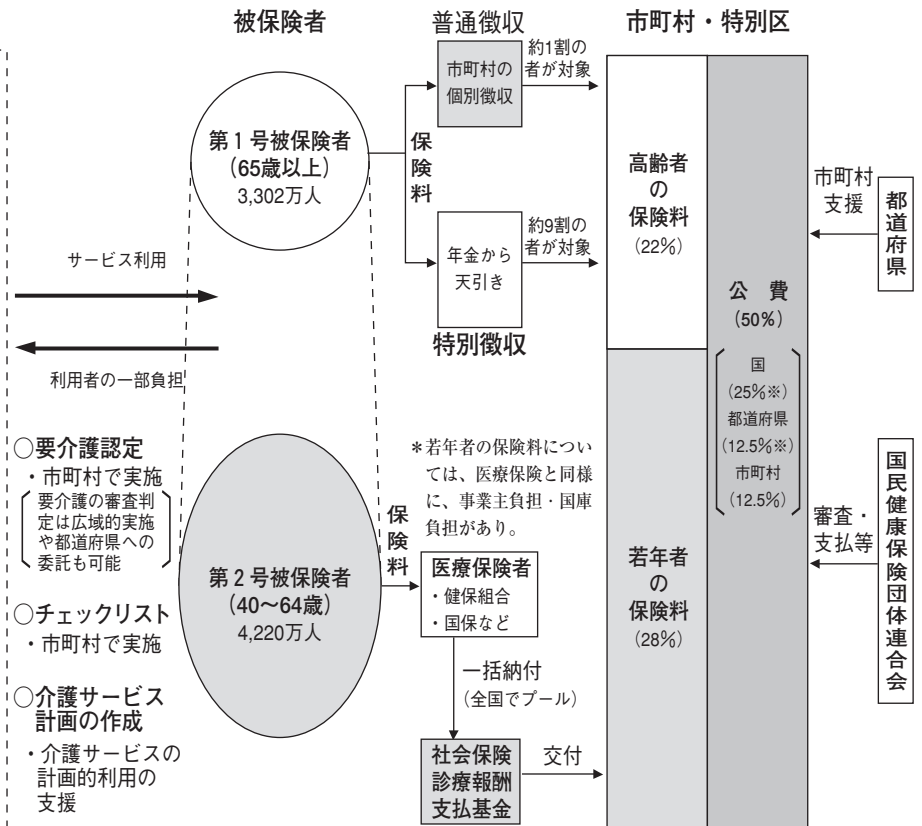 被保険者
普通徴収
市町村・特別区
市町村の
個別徴収
約1割の
者が対象
第1号被保険者
(65歳以上)
3,302万人
保険料
年金から
天引き
約9割の
者が対象
特別徴収
高齢者
の
保険料
(22%)
公 費
(50%)
国
(25%※)
都道府県
(12.5%※)
市町村
(12.5%)
市町村
支援
都道府県
サービス利用
利用者の一部負担
○要介護認定
・市町村で実施
要介護の審査判
定は広域的実施
や都道府県への
委託も可能
○チェックリスト
・市町村で実施
○介護サービス
計画の作成
・介護サービスの
計画的利用の
支援
第2号被保険者
(40〜64歳)
4,220万人
保険料
*若年者の保険料につい
ては、医療保険と同様
に、事業主負担・国庫
負担があり。
医療保険者
・健保組合
・国保など
一括納付
(全国でプール)
社会保険
診療報酬
支払基金
交付
若年者
の
保険料
(28%)
審査・
支払等
国民健康保険団体連合会